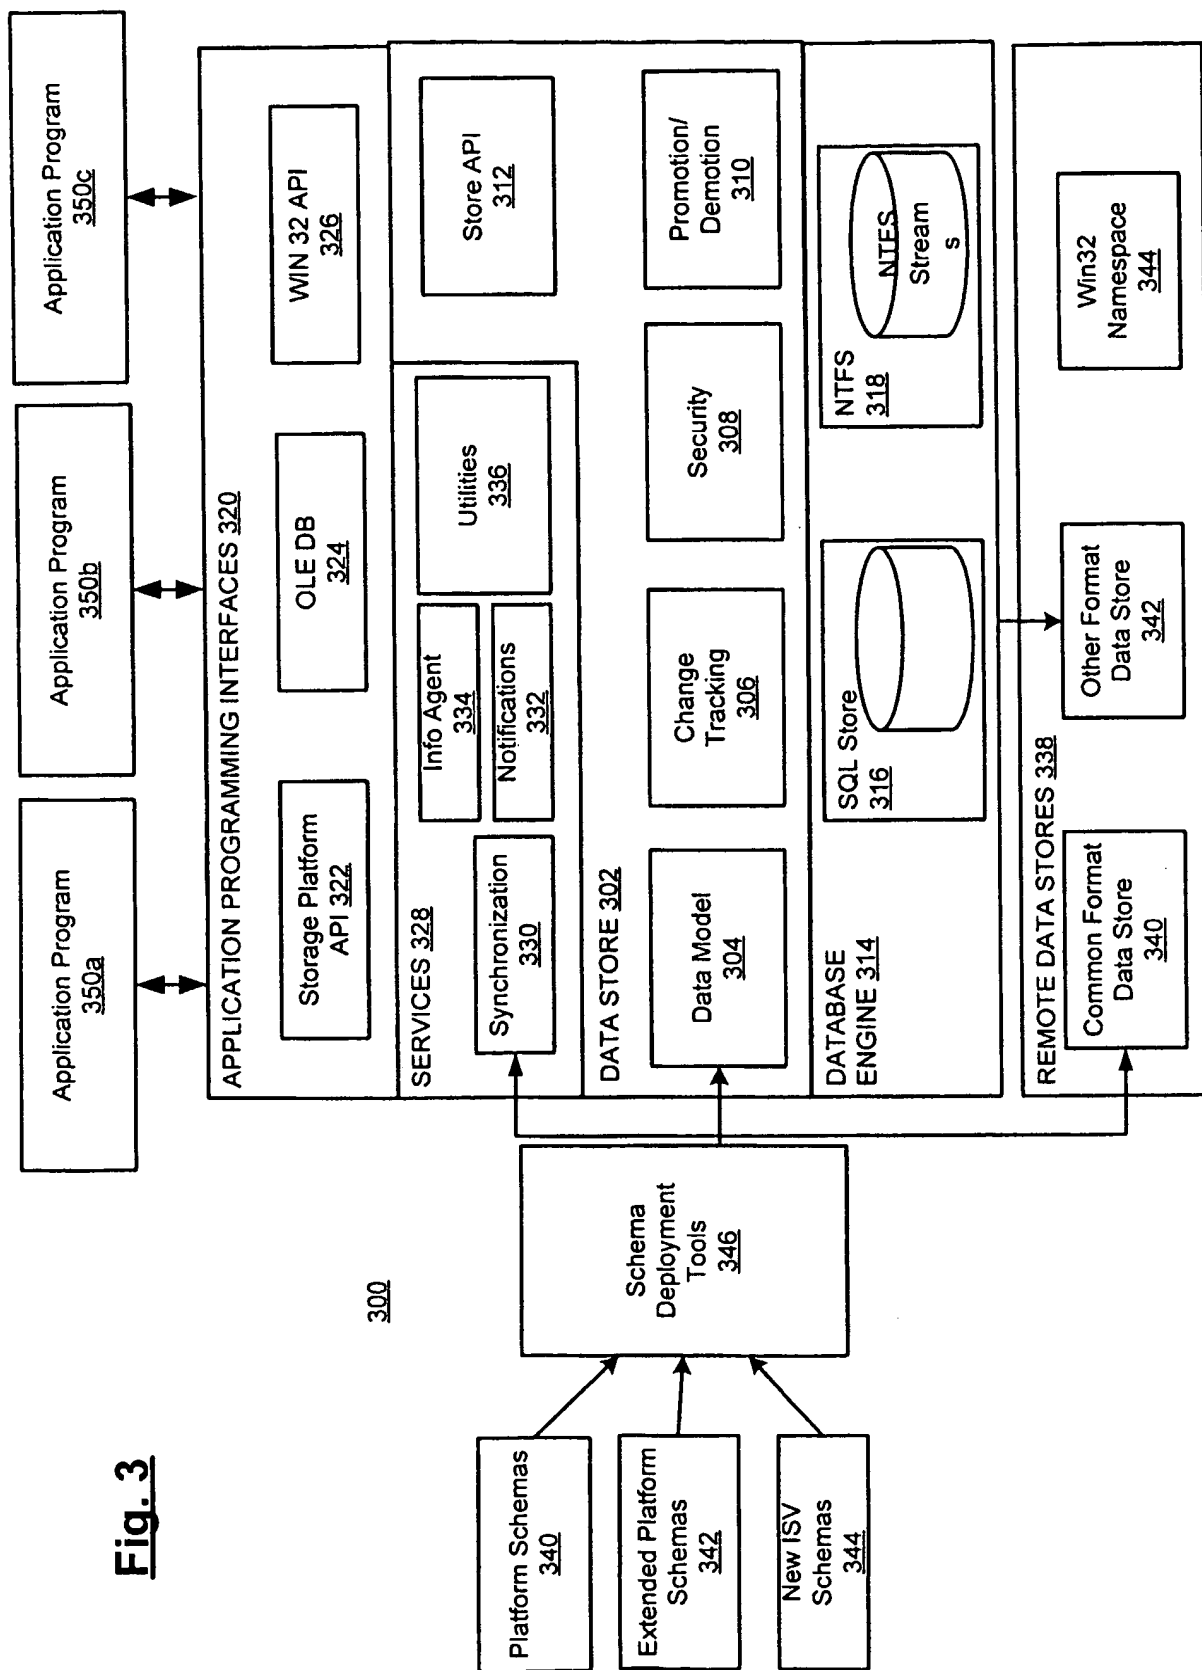 Fig. 3
300
Application Program
350a
Application Program
350b
Application Program
350c
APPLICATION PROGRAMMING INTERFACES 320
Storage Platform
API 322
OLE DB
324
WIN 32 API
326
SERVICES 328
Synchronization
330
Info Agent
334
Notifications
332
Utilities
336
Store API
312
DATA STORE 302
Data Model
304
Change
Tracking
306
Security
308
Promotion/
Demotion
310
DATABASE
ENGINE 314
SQL Store
316
NTFS
318
NTFS
Stream
s
REMOTE DATA STORES 338
Common Format
Data Store
340
Other Format
Data Store
342
Win32
Namespace
344
Schema
Deployment
Tools
346
Platform Schemas
340
Extended Platform
Schemas
342
New ISV
Schemas
344